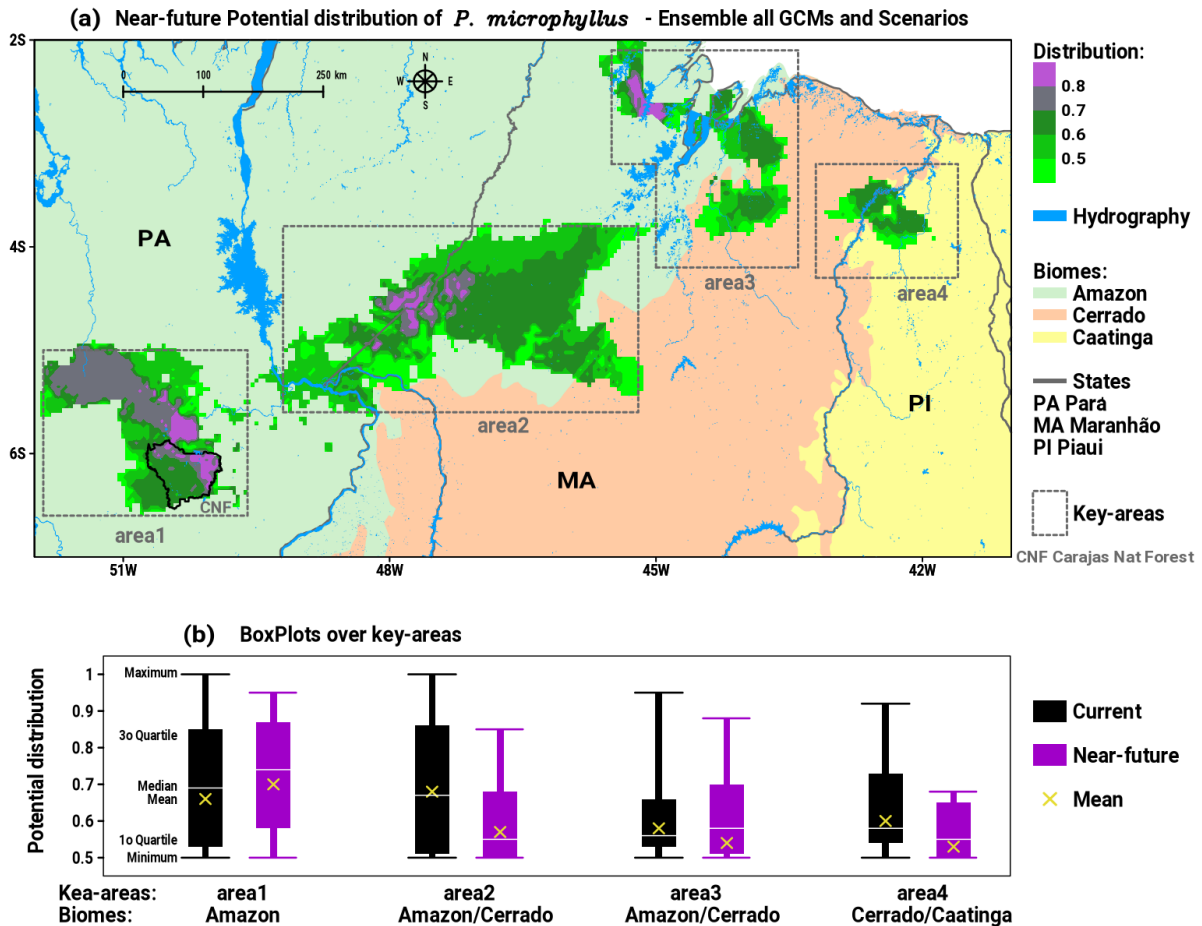 (a) Near-future Potential distribution of P. microphyllus - Ensemble all GCMs and Scenarios
2S
4S
6S
51W 48W 45W 42W
0 100 250 km
N
W E
S
PA
MA
PI
area1
area2
area3
area4
CNF
Distribution:
0.8
0.7
0.6
0.5
Hydrography
Biomes:
Amazon
Cerrado
Caatinga
States
PA Pará
MA Maranhão
PI Piaui
Key-areas
CNF Carajas Nat Forest
(b) BoxPlots over key-areas
Potential distribution
1
0.9
0.8
0.7
0.6
0.5
Maximum
3o Quartile
Median
Mean
1o Quartile
Minimum
Current
Near-future
Mean
Kea-areas: area1 area2 area3 area4
Biomes: Amazon Amazon/Cerrado Amazon/Cerrado Cerrado/Caatinga